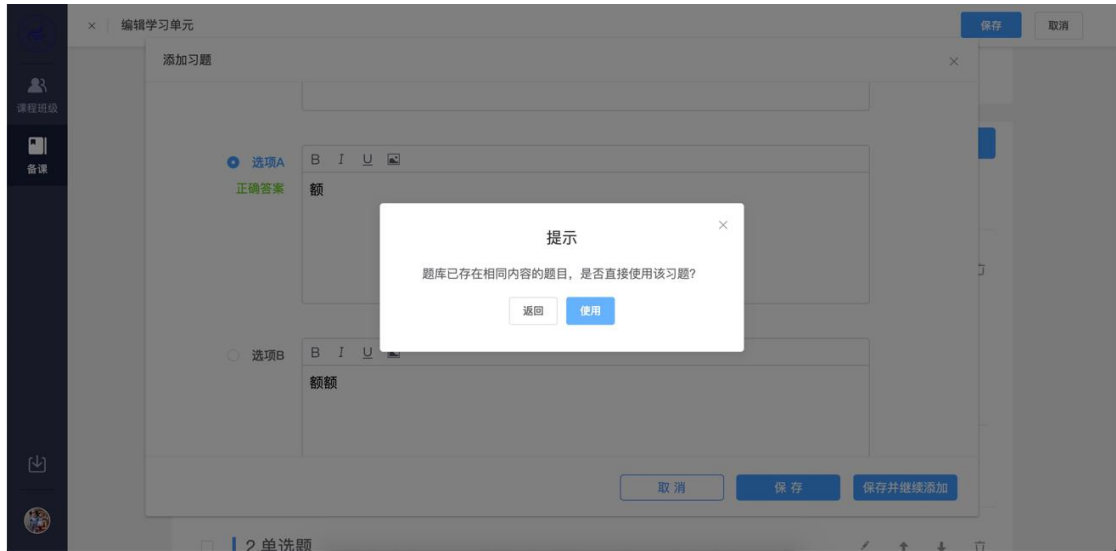 × 编辑学习单元 保存 取消
添加习题 ×
课程班级
备课
选项A B I U
正确答案 额
提示 ×
题库已存在相同内容的题目，是否直接使用该习题？
返回 使用
选项B B I U
额额
取消 保存 保存并继续添加
2.单选题